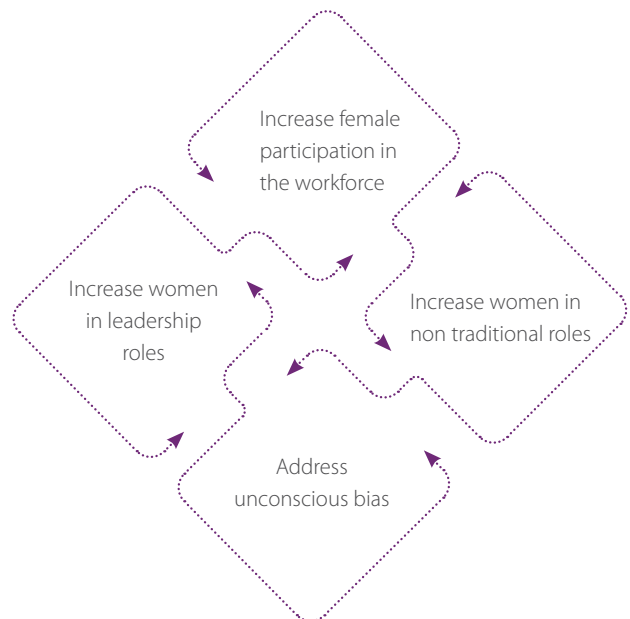 Increase female
participation in
the workforce
Increase women
in leadership
roles
Increase women in
non traditional roles
Address
unconscious bias